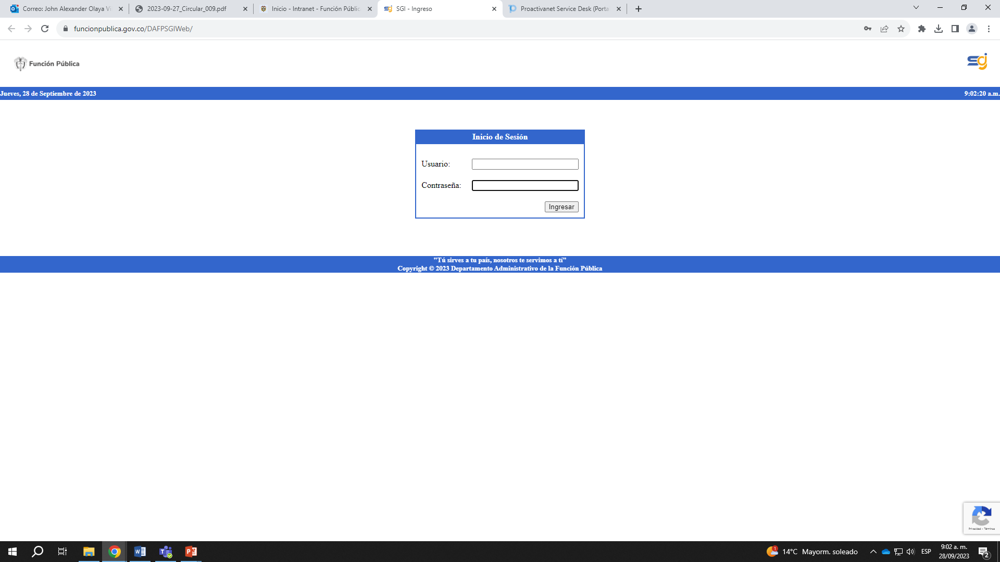 Correo: John Alexander Olaya Vi
2023-09-27_Circular_009.pdf
Inicio - Intranet - Función Públic
SGI - Ingreso
Proactivanet Service Desk (Porta
funcionpublica.gov.co/DAFPSGIWeb/
Función Pública
sgi
Jueves, 28 de Septiembre de 2023
9:02:20 a.m.
Inicio de Sesión
Usuario:
Contraseña:
Ingresar
"Tú sirves a tu país, nosotros te servimos a tí"
Copyright © 2023 Departamento Administrativo de la Función Pública
Privacidad - Términos
1
14°C Mayorm. soleado
ESP
9:02 a. m.
28/09/2023
2